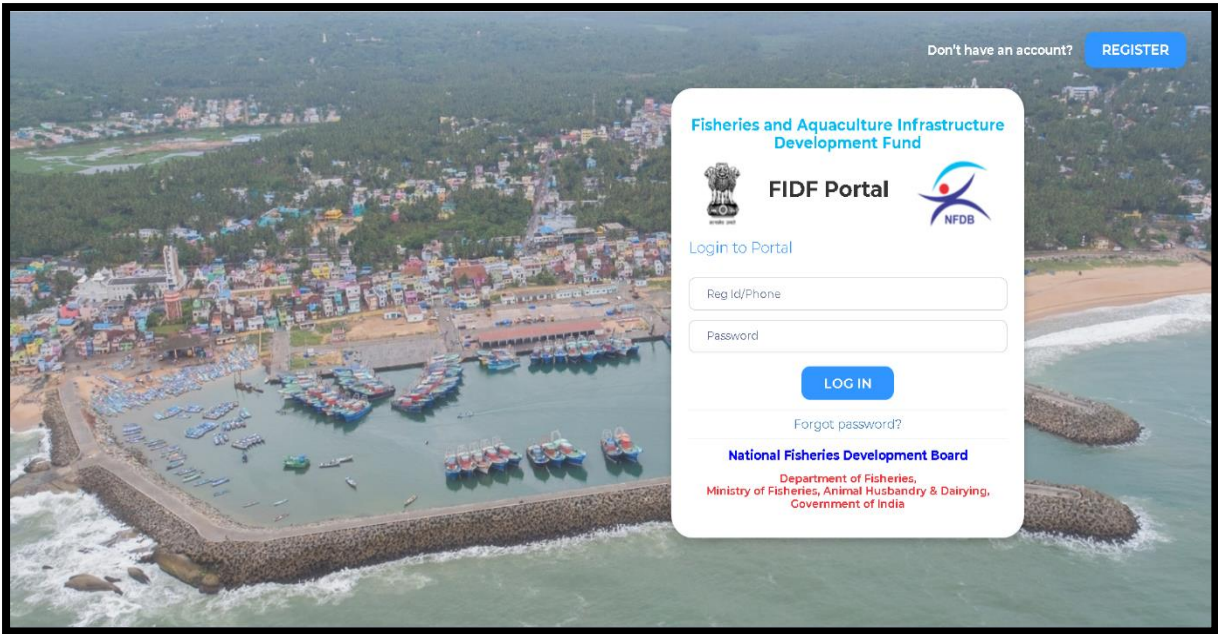 Don't have an account? REGISTER
Fisheries and Aquaculture Infrastructure
Development Fund
FIDF Portal
NFDB
Login to Portal
Reg Id/Phone
Password
LOG IN
Forgot password?
National Fisheries Development Board
Department of Fisheries,
Ministry of Fisheries, Animal Husbandry & Dairying,
Government of India